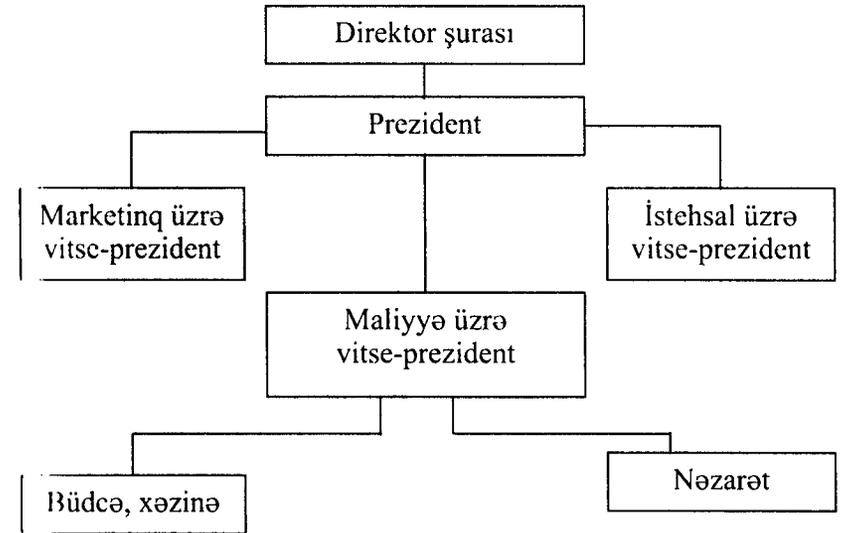 Direktor şurası
Prezident
Marketinq üzrə
vitse-prezident
İstehsal üzrə
vitse-prezident
Maliyyə üzrə
vitse-prezident
Büdcə, xəzinə
Nəzarət